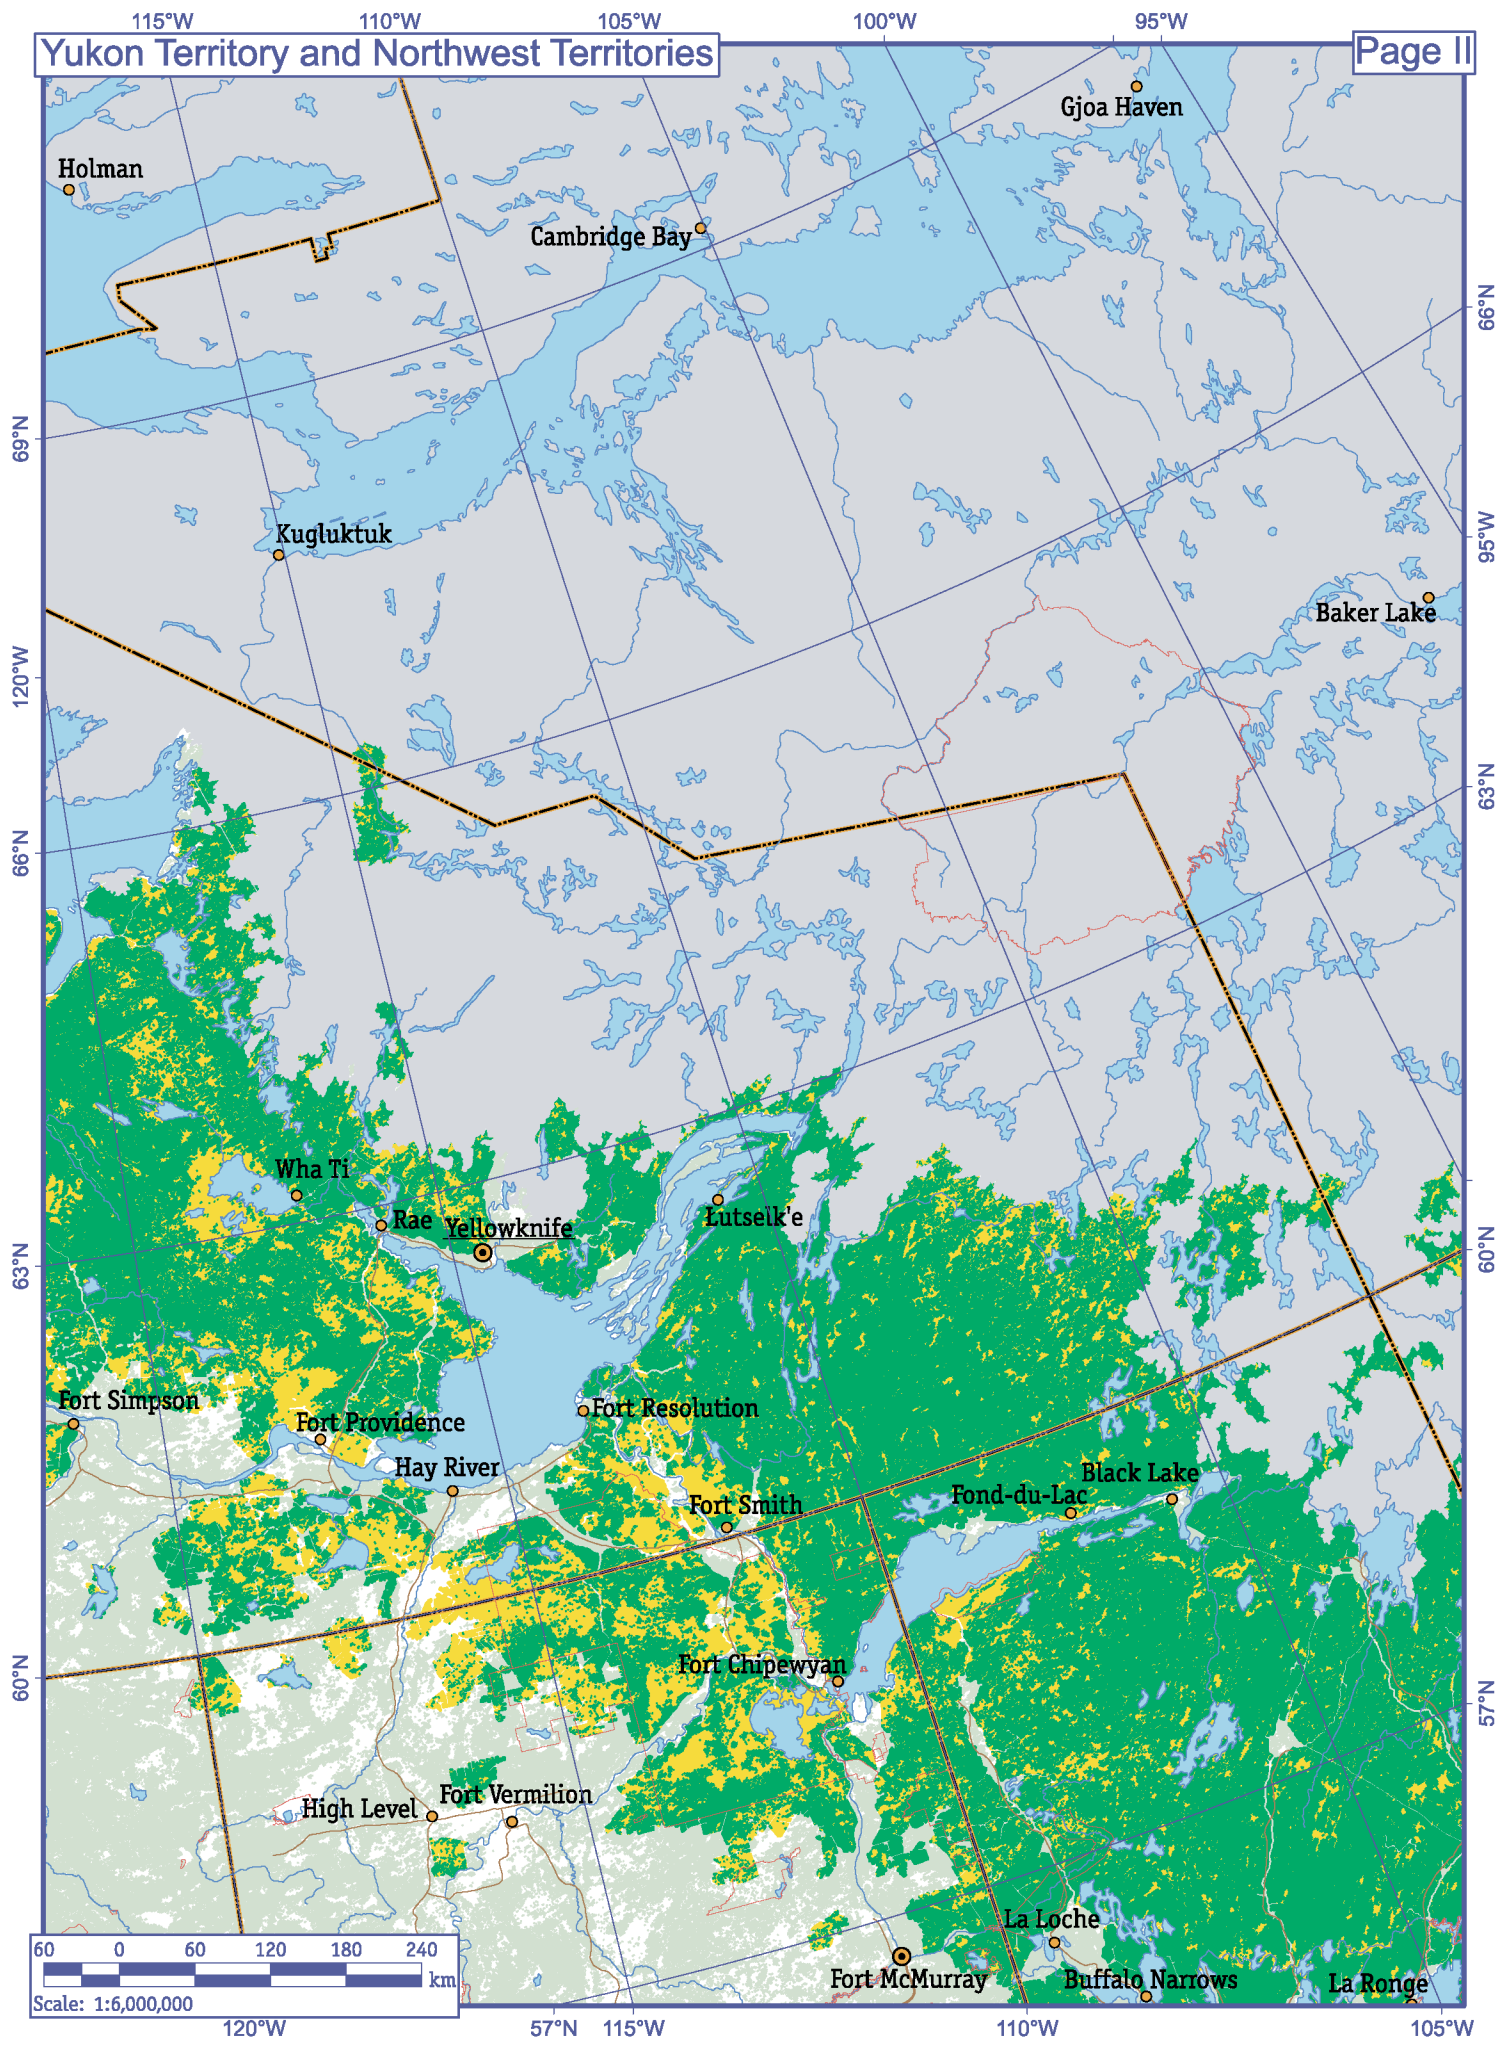 115°W 110°W 105°W 100°W 95°W
Yukon Territory and Northwest Territories
Page II
Gjoa Haven
Holman
Cambridge Bay
66°N
69°N
Kugluktuk
95°W
Baker Lake
120°W
63°N
66°N
Wha Ti
Rae
Yellowknife
Łutselk'e
60°N
63°N
Fort Simpson
Fort Resolution
Fort Providence
Hay River
Black Lake
Fond-du-Lac
Fort Smith
Fort Chipewyan
60°N
57°N
Fort Vermilion
High Level
La Loche
Fort McMurray
Buffalo Narrows
La Ronge
60 0 60 120 180 240
km
Scale: 1:6,000,000
120°W 57°N 115°W 110°W 105°W